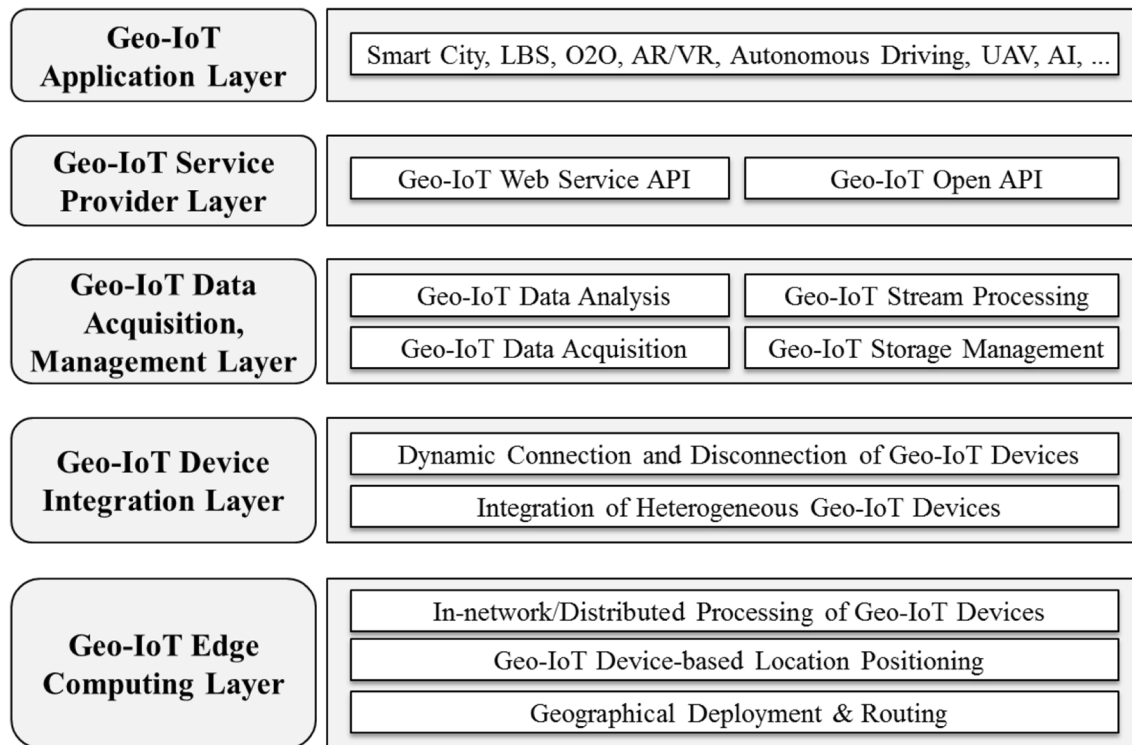 Geo-IoT
Application Layer
Smart City, LBS, O2O, AR/VR, Autonomous Driving, UAV, AI, ...
Geo-IoT Service
Provider Layer
Geo-IoT Web Service API
Geo-IoT Open API
Geo-IoT Data
Acquisition,
Management Layer
Geo-IoT Data Analysis
Geo-IoT Stream Processing
Geo-IoT Data Acquisition
Geo-IoT Storage Management
Geo-IoT Device
Integration Layer
Dynamic Connection and Disconnection of Geo-IoT Devices
Integration of Heterogeneous Geo-IoT Devices
Geo-IoT Edge
Computing Layer
In-network/Distributed Processing of Geo-IoT Devices
Geo-IoT Device-based Location Positioning
Geographical Deployment & Routing